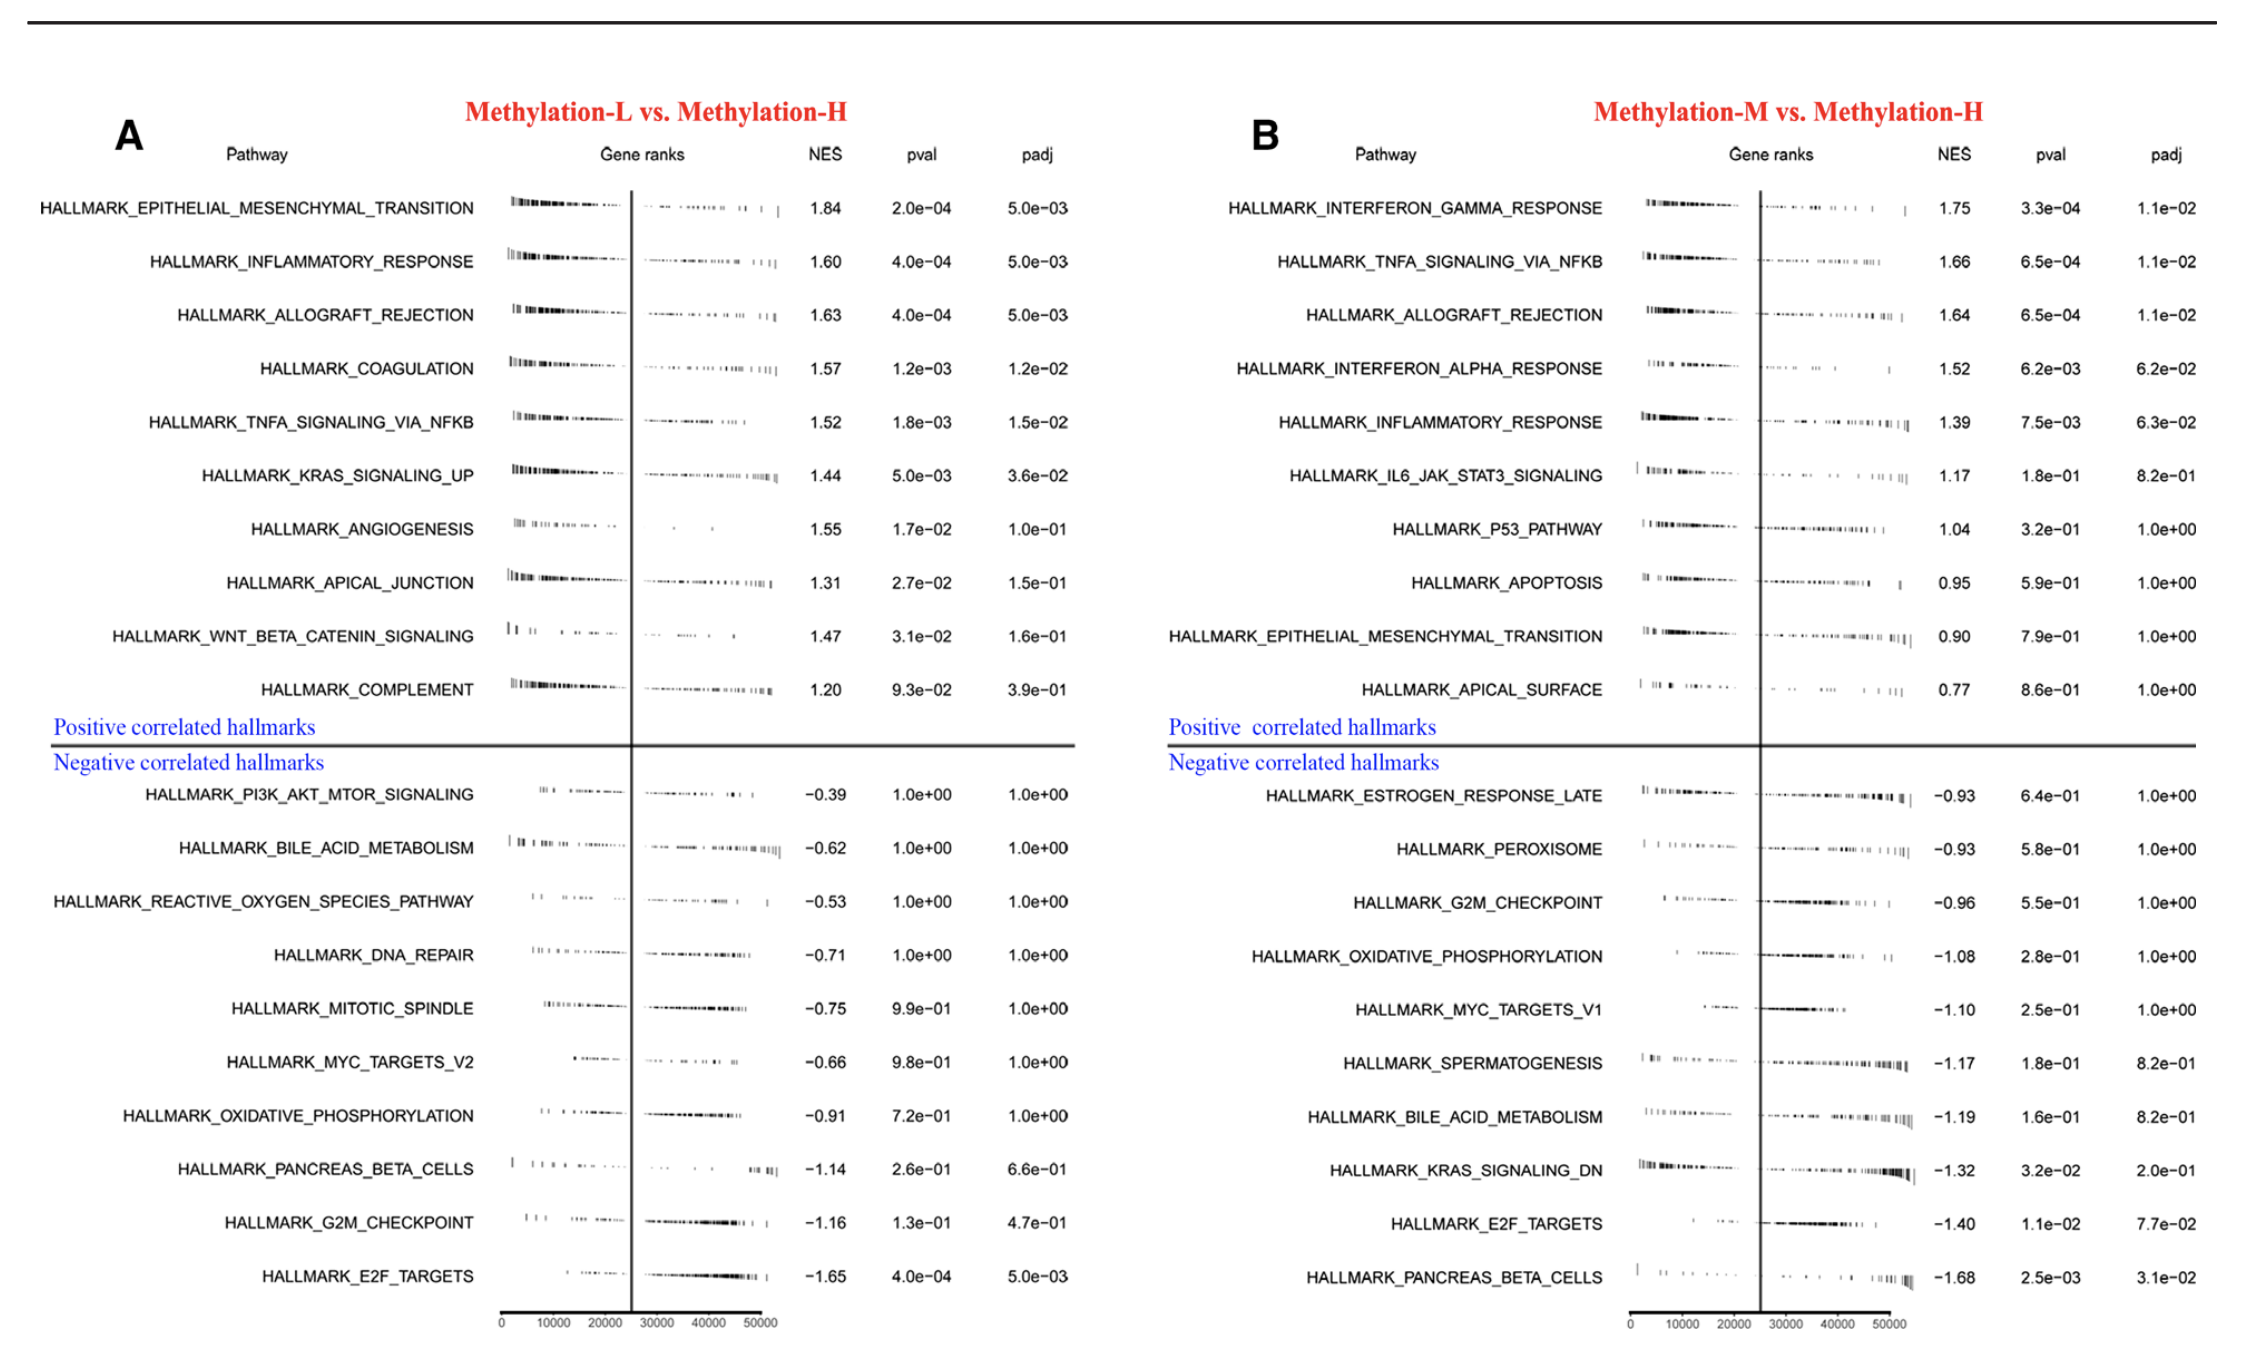 A
Methylation-L vs. Methylation-H
Pathway Gene ranks NES pval padj
HALLMARK_EPITHELIAL_MESENCHYMAL_TRANSITION 1.84 2.0e−04 5.0e−03
HALLMARK_INFLAMMATORY_RESPONSE 1.60 4.0e−04 5.0e−03
HALLMARK_ALLOGRAFT_REJECTION 1.63 4.0e−04 5.0e−03
HALLMARK_COAGULATION 1.57 1.2e−03 1.2e−02
HALLMARK_TNFA_SIGNALING_VIA_NFKB 1.52 1.8e−03 1.5e−02
HALLMARK_KRAS_SIGNALING_UP 1.44 5.0e−03 3.6e−02
HALLMARK_ANGIOGENESIS 1.55 1.7e−02 1.0e−01
HALLMARK_APICAL_JUNCTION 1.31 2.7e−02 1.5e−01
HALLMARK_WNT_BETA_CATENIN_SIGNALING 1.47 3.1e−02 1.6e−01
HALLMARK_COMPLEMENT 1.20 9.3e−02 3.9e−01
Positive correlated hallmarks
Negative correlated hallmarks
HALLMARK_PI3K_AKT_MTOR_SIGNALING −0.39 1.0e+00 1.0e+00
HALLMARK_BILE_ACID_METABOLISM −0.62 1.0e+00 1.0e+00
HALLMARK_REACTIVE_OXYGEN_SPECIES_PATHWAY −0.53 1.0e+00 1.0e+00
HALLMARK_DNA_REPAIR −0.71 1.0e+00 1.0e+00
HALLMARK_MITOTIC_SPINDLE −0.75 9.9e−01 1.0e+00
HALLMARK_MYC_TARGETS_V2 −0.66 9.8e−01 1.0e+00
HALLMARK_OXIDATIVE_PHOSPHORYLATION −0.91 7.2e−01 1.0e+00
HALLMARK_PANCREAS_BETA_CELLS −1.14 2.6e−01 6.6e−01
HALLMARK_G2M_CHECKPOINT −1.16 1.3e−01 4.7e−01
HALLMARK_E2F_TARGETS −1.65 4.0e−04 5.0e−03
0 10000 20000 30000 40000 50000
B
Methylation-M vs. Methylation-H
Pathway Gene ranks NES pval padj
HALLMARK_INTERFERON_GAMMA_RESPONSE 1.75 3.3e−04 1.1e−02
HALLMARK_TNFA_SIGNALING_VIA_NFKB 1.66 6.5e−04 1.1e−02
HALLMARK_ALLOGRAFT_REJECTION 1.64 6.5e−04 1.1e−02
HALLMARK_INTERFERON_ALPHA_RESPONSE 1.52 6.2e−03 6.2e−02
HALLMARK_INFLAMMATORY_RESPONSE 1.39 7.5e−03 6.3e−02
HALLMARK_IL6_JAK_STAT3_SIGNALING 1.17 1.8e−01 8.2e−01
HALLMARK_P53_PATHWAY 1.04 3.2e−01 1.0e+00
HALLMARK_APOPTOSIS 0.95 5.9e−01 1.0e+00
HALLMARK_EPITHELIAL_MESENCHYMAL_TRANSITION 0.90 7.9e−01 1.0e+00
HALLMARK_APICAL_SURFACE 0.77 8.6e−01 1.0e+00
Positive correlated hallmarks
Negative correlated hallmarks
HALLMARK_ESTROGEN_RESPONSE_LATE −0.93 6.4e−01 1.0e+00
HALLMARK_PEROXISOME −0.93 5.8e−01 1.0e+00
HALLMARK_G2M_CHECKPOINT −0.96 5.5e−01 1.0e+00
HALLMARK_OXIDATIVE_PHOSPHORYLATION −1.08 2.8e−01 1.0e+00
HALLMARK_MYC_TARGETS_V1 −1.10 2.5e−01 1.0e+00
HALLMARK_SPERMATOGENESIS −1.17 1.8e−01 8.2e−01
HALLMARK_BILE_ACID_METABOLISM −1.19 1.6e−01 8.2e−01
HALLMARK_KRAS_SIGNALING_DN −1.32 3.2e−02 2.0e−01
HALLMARK_E2F_TARGETS −1.40 1.1e−02 7.7e−02
HALLMARK_PANCREAS_BETA_CELLS −1.68 2.5e−03 3.1e−02
0 10000 20000 30000 40000 50000